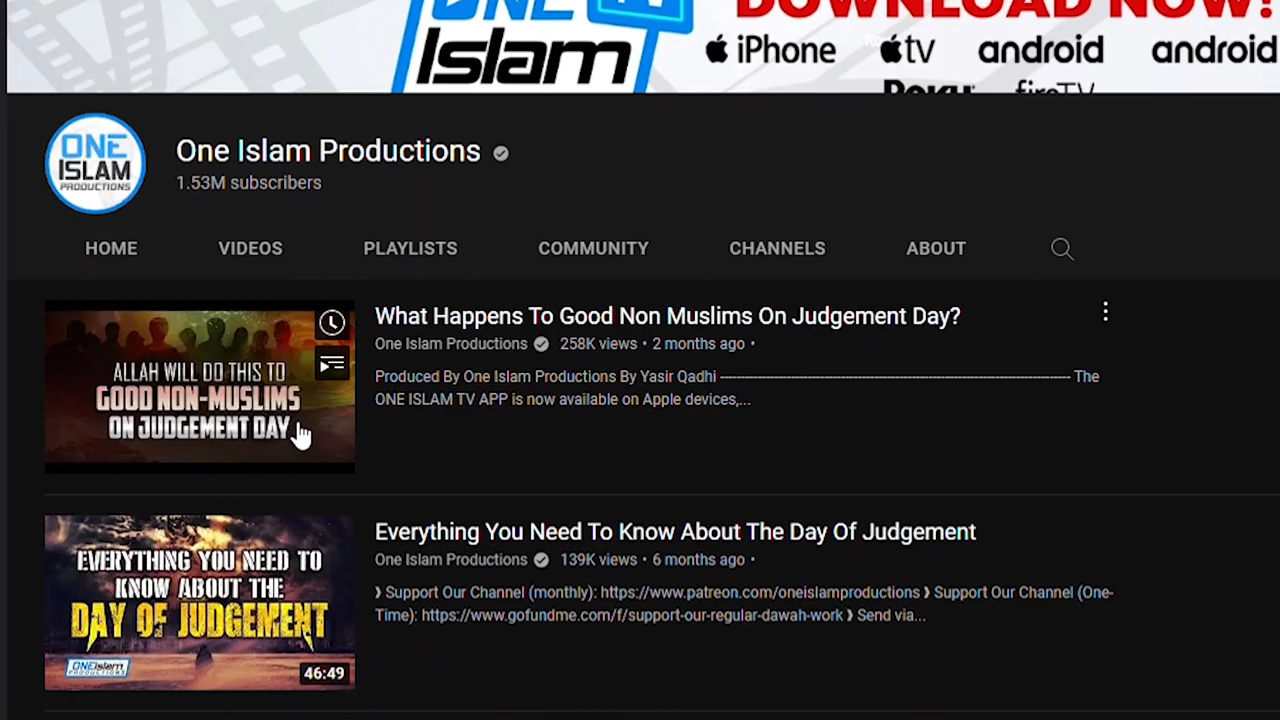 ONE
DOWNLOAD NOW!
Islam
iPhone
tv
android
android
Roku
fireTV
ONE
ISLAM
PRODUCTIONS
One Islam Productions
1.53M subscribers
HOME VIDEOS PLAYLISTS COMMUNITY CHANNELS ABOUT
ALLAH WILL DO THIS TO
GOOD NON-MUSLIMS
ON JUDGEMENT DAY
What Happens To Good Non Muslims On Judgement Day?
One Islam Productions 258K views • 2 months ago •
Produced By One Islam Productions By Yasir Qadhi ---------------------------------------------------------------------- The
ONE ISLAM TV APP is now available on Apple devices,...
EVERYTHING YOU NEED TO
KNOW ABOUT THE
DAY OF JUDGEMENT
ONEIslam
PRODUCTIONS
46:49
Everything You Need To Know About The Day Of Judgement
One Islam Productions 139K views • 6 months ago •
》Support Our Channel (monthly): https://www.patreon.com/oneislamproductions 》Support Our Channel (One-
Time): https://www.gofundme.com/f/support-our-regular-dawah-work 》Send via...